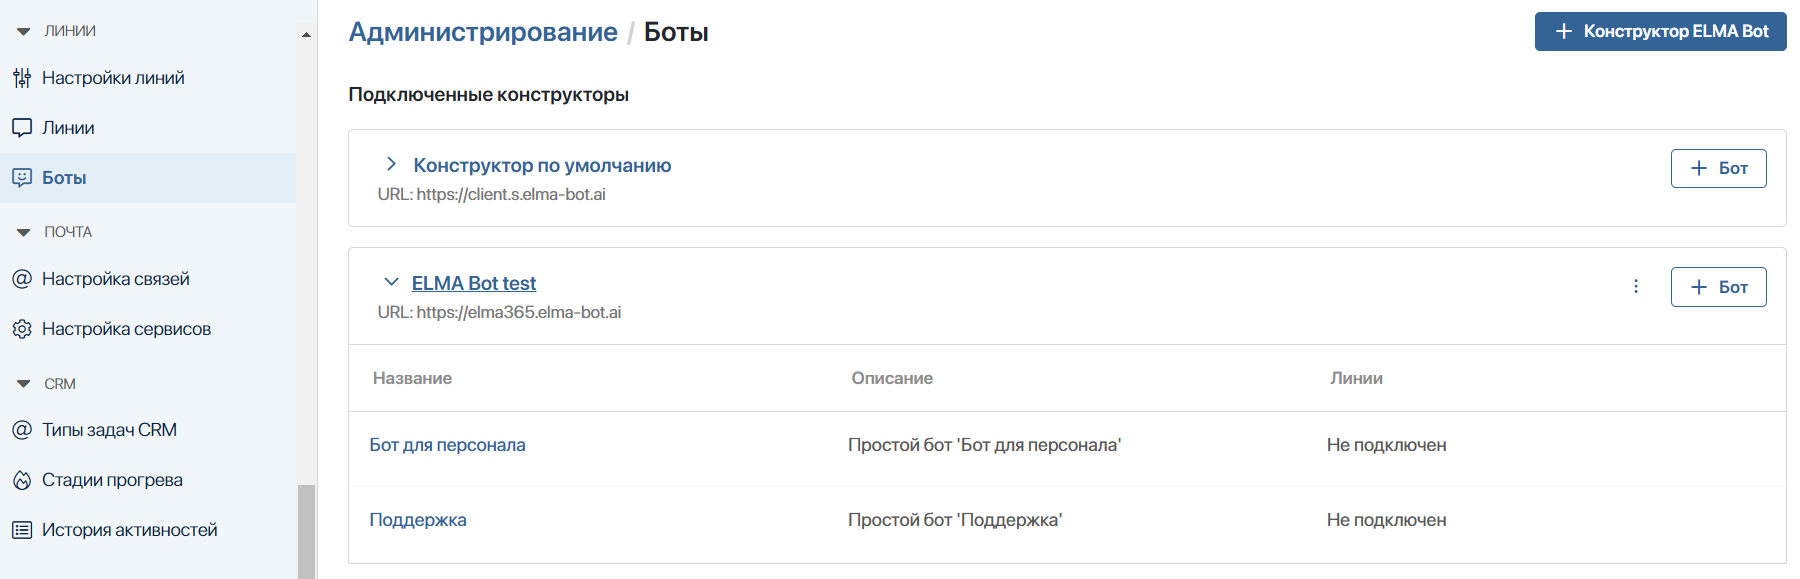 ЛИНИИ
Настройки линий
Линии
Боты
ПОЧТА
Настройка связей
Настройка сервисов
CRM
Типы задач CRM
Стадии прогрева
История активностей
Администрирование / Боты
+ Конструктор ELMA Bot
Подключенные конструкторы
Конструктор по умолчанию
URL: https://client.s.elma-bot.ai
+ Бот
ELMA Bot test
URL: https://elma365.elma-bot.ai
+ Бот
Название Описание Линии
Бот для персонала Простой бот 'Бот для персонала' Не подключен
Поддержка Простой бот 'Поддержка' Не подключен